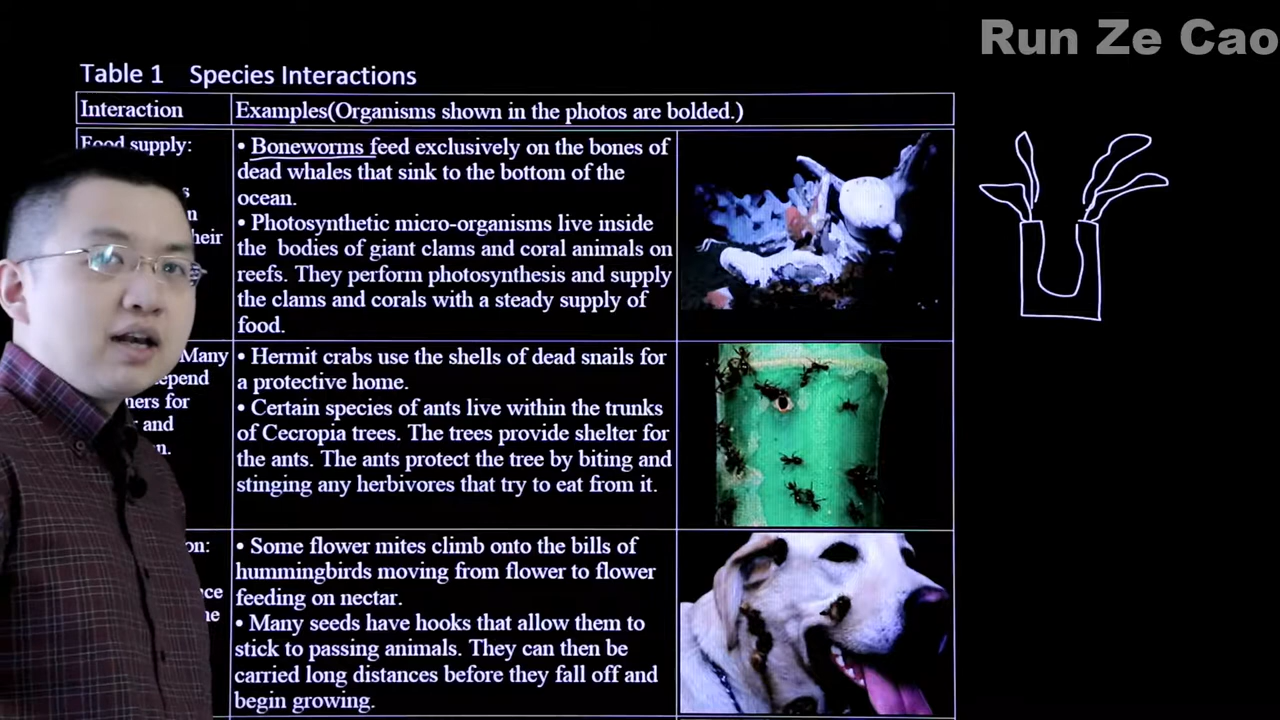 Run Ze Cao
Table 1 Species Interactions
Interaction
Examples(Organisms shown in the photos are bolded.)
Food supply:
• Boneworms feed exclusively on the bones of
dead whales that sink to the bottom of the
ocean.
• Photosynthetic micro-organisms live inside
the bodies of giant clams and coral animals on
reefs. They perform photosynthesis and supply
the clams and corals with a steady supply of
food.
Many
• Hermit crabs use the shells of dead snails for
a protective home.
• Certain species of ants live within the trunks
of Cecropia trees. The trees provide shelter for
the ants. The ants protect the tree by biting and
stinging any herbivores that try to eat from it.
and
• Some flower mites climb onto the bills of
hummingbirds moving from flower to flower
feeding on nectar.
• Many seeds have hooks that allow them to
stick to passing animals. They can then be
carried long distances before they fall off and
begin growing.